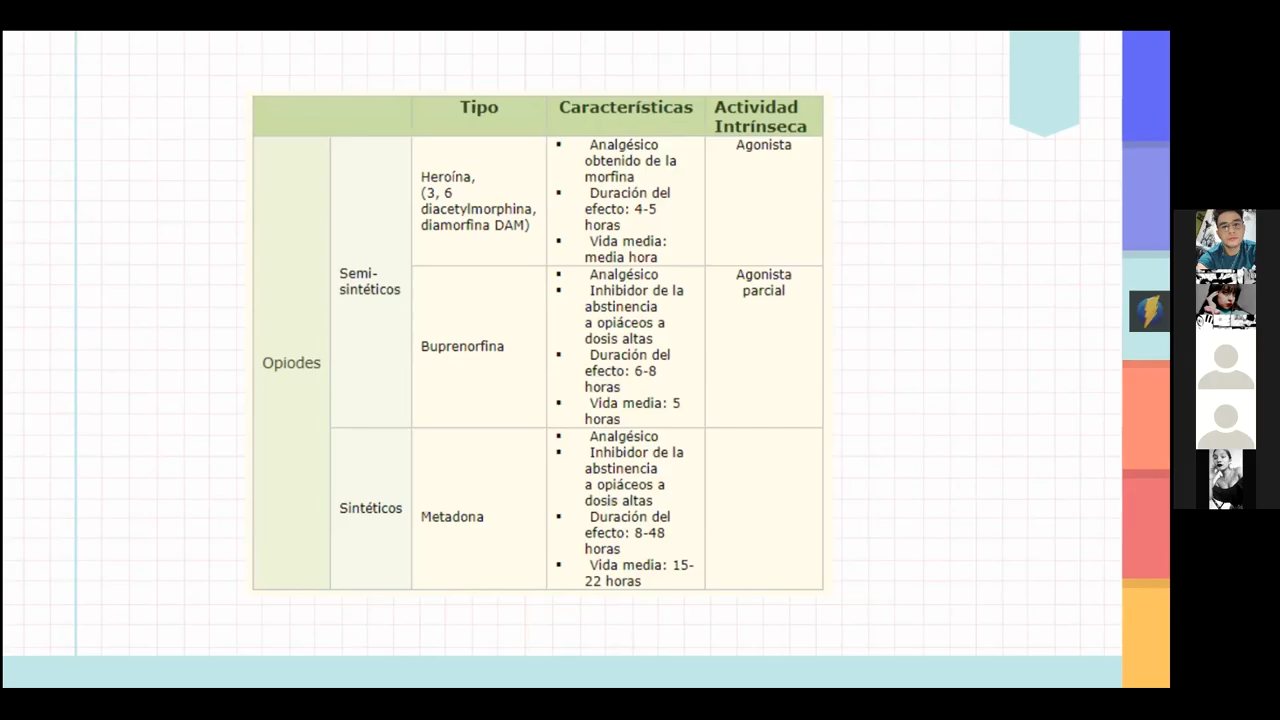 Tipo
Características
Actividad
Intrínseca
Opiodes
Semi-
sintéticos
Heroína,
(3, 6
diacetylmorphina,
diamorfina DAM)
▪ Analgésico
obtenido de la
morfina
▪ Duración del
efecto: 4-5
horas
▪ Vida media:
media hora
Agonista
Buprenorfina
▪ Analgésico
▪ Inhibidor de la
abstinencia
a opiáceos a
dosis altas
▪ Duración del
efecto: 6-8
horas
▪ Vida media: 5
horas
Agonista
parcial
Sintéticos
Metadona
▪ Analgésico
▪ Inhibidor de la
abstinencia
a opiáceos a
dosis altas
▪ Duración del
efecto: 8-48
horas
▪ Vida media: 15-
22 horas